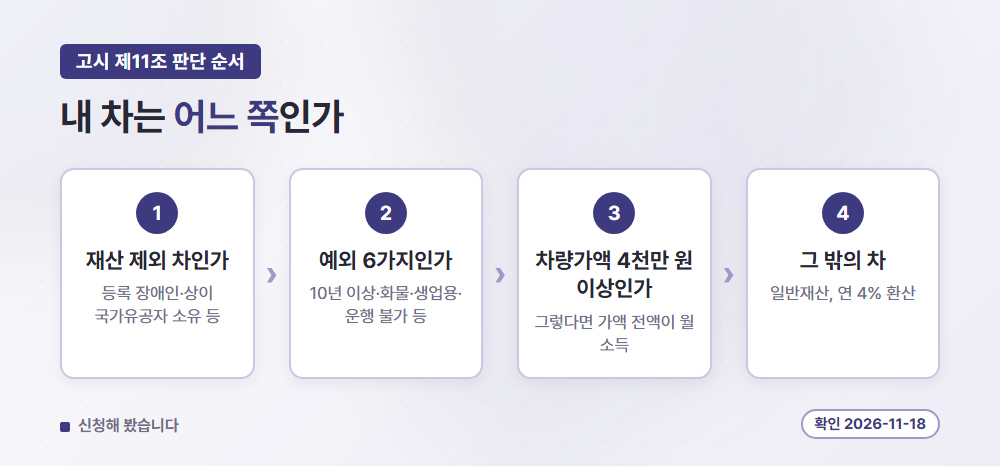 고시 제11조 판단 순서
내 차는 어느 쪽인가
1
재산 제외 차인가
등록 장애인·상이
국가유공자 소유 등
›
2
예외 6가지인가
10년 이상·화물·생업용·
운행 불가 등
›
3
차량가액 4천만 원
이상인가
그렇다면 가액 전액이 월
소득
›
4
그 밖의 차
일반재산, 연 4% 환산
신청해 봤습니다
확인 2026-11-18